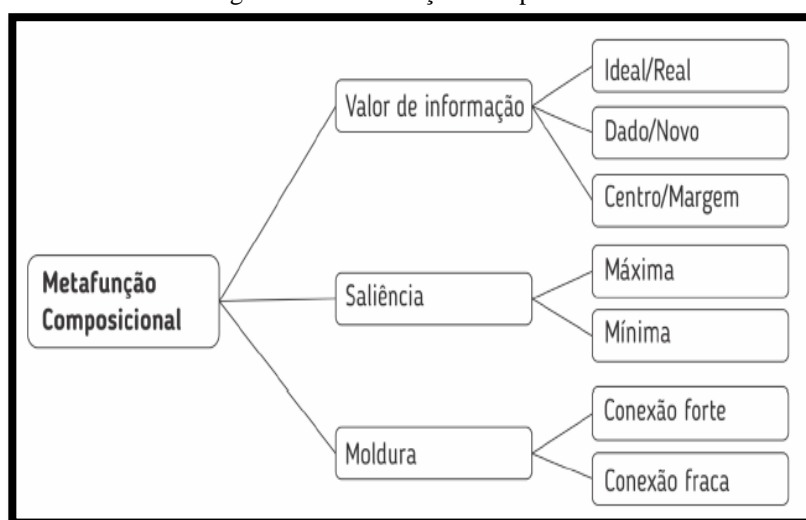 Metafunção
Composicional
Valor de informação
Ideal/Real
Dado/Novo
Centro/Margem
Saliência
Máxima
Mínima
Moldura
Conexão forte
Conexão fraca